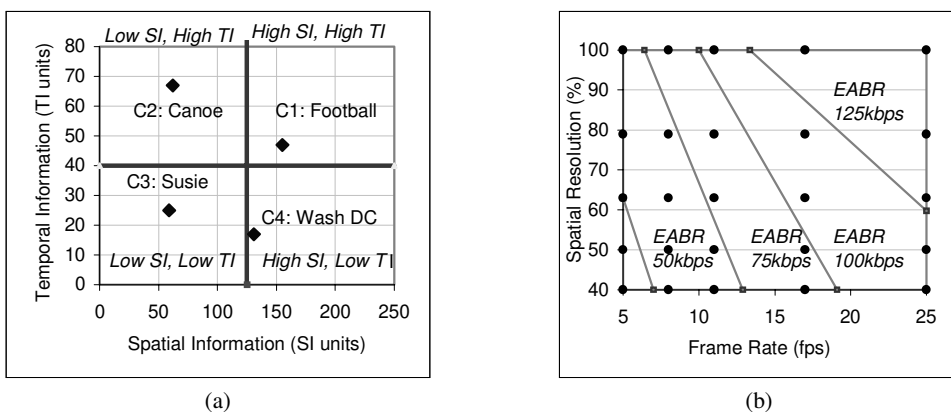 Low SI, High TI
High SI, High TI
80
70
60
50
40
30
20
10
0
Temporal Information (TI units)
C2: Canoe
C1: Football
C3: Susie
C4: Wash DC
Low SI, Low TI
High SI, Low TI
0 50 100 150 200 250
Spatial Information (SI units)
(a)
100
90
80
70
60
50
40
Spatial Resolution (%)
EABR
125kbps
EABR
50kbps
EABR
75kbps
EABR
100kbps
5 10 15 20 25
Frame Rate (fps)
(b)